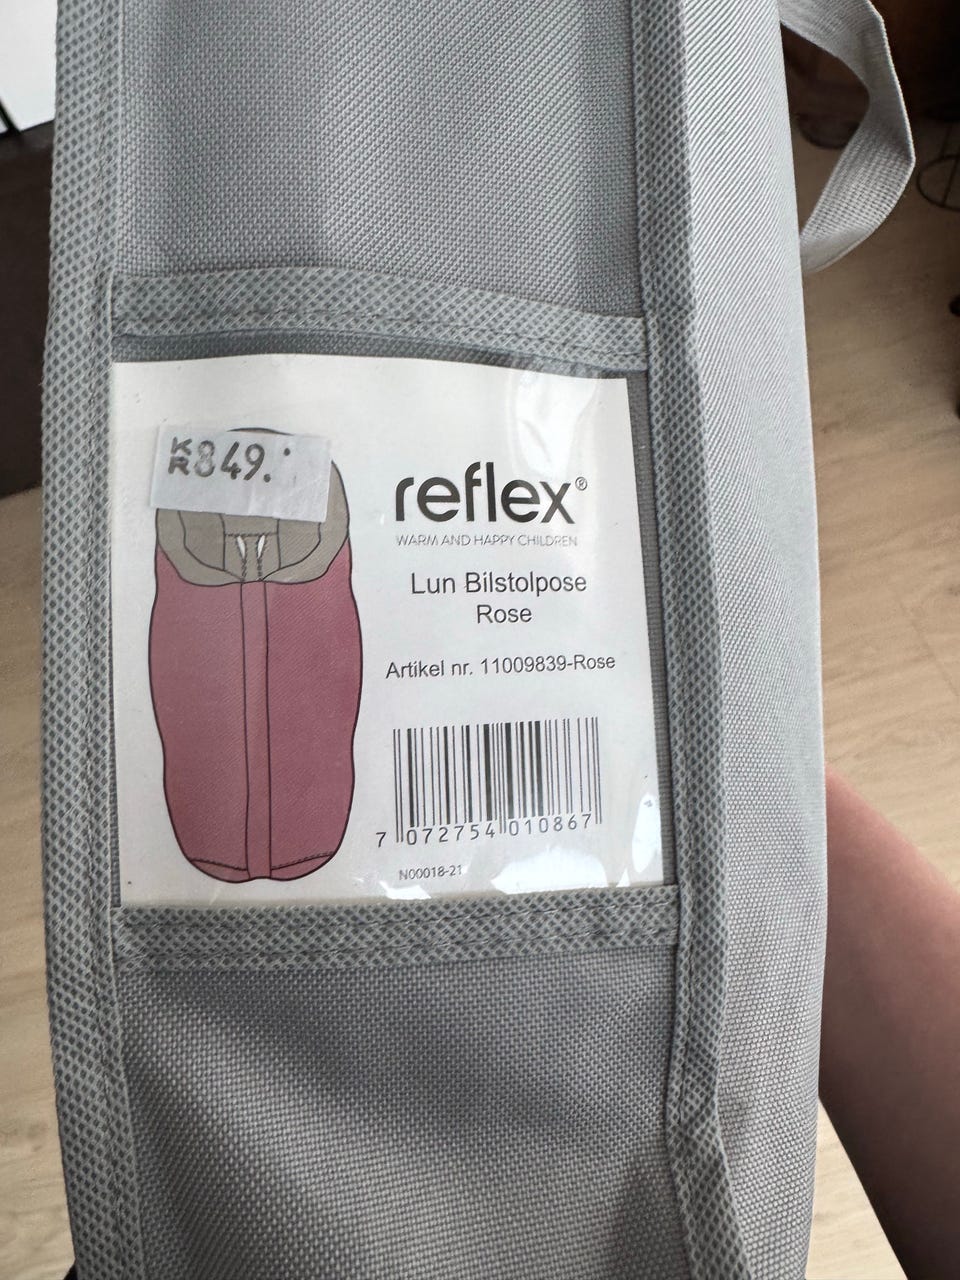 KR849.
reflex®
WARM AND HAPPY CHILDREN
Lun Bilstolpose
Rose
Artikel nr. 11009839-Rose
7 072754 010867
N00018-21